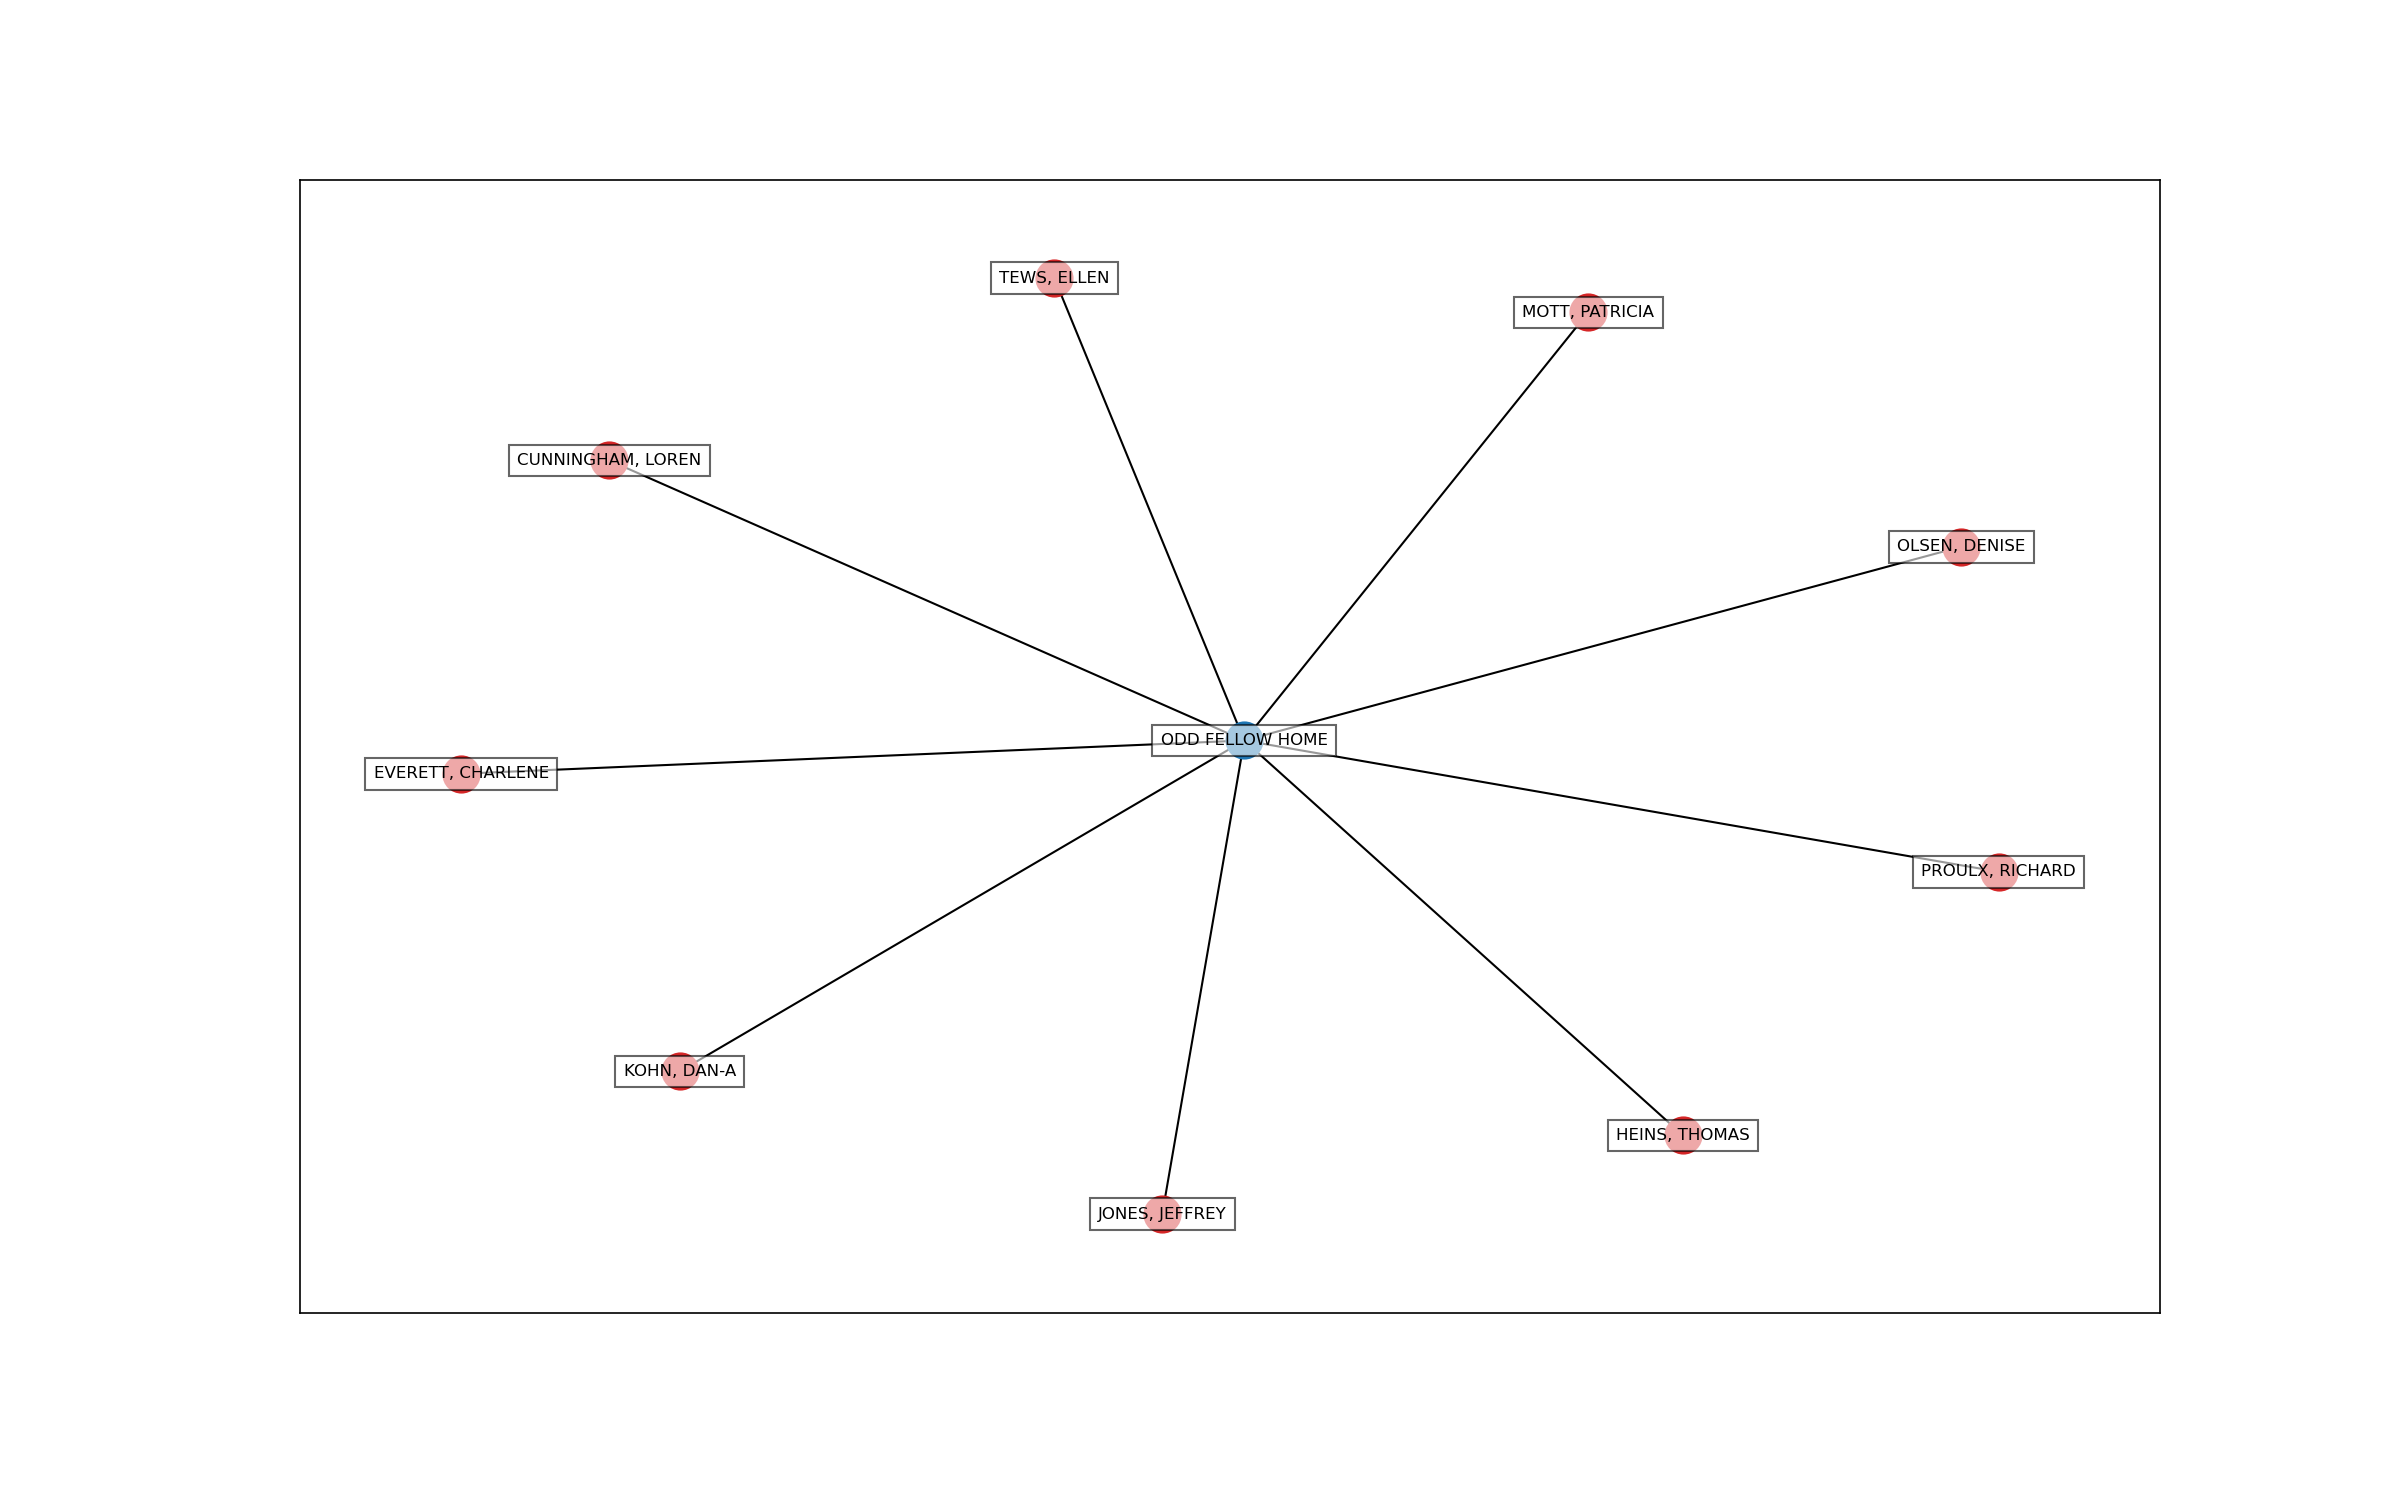 TEWS, ELLEN
MOTT, PATRICIA
CUNNINGHAM, LOREN
OLSEN, DENISE
ODD FELLOW HOME
EVERETT, CHARLENE
PROULX, RICHARD
KOHN, DAN-A
HEINS, THOMAS
JONES, JEFFREY